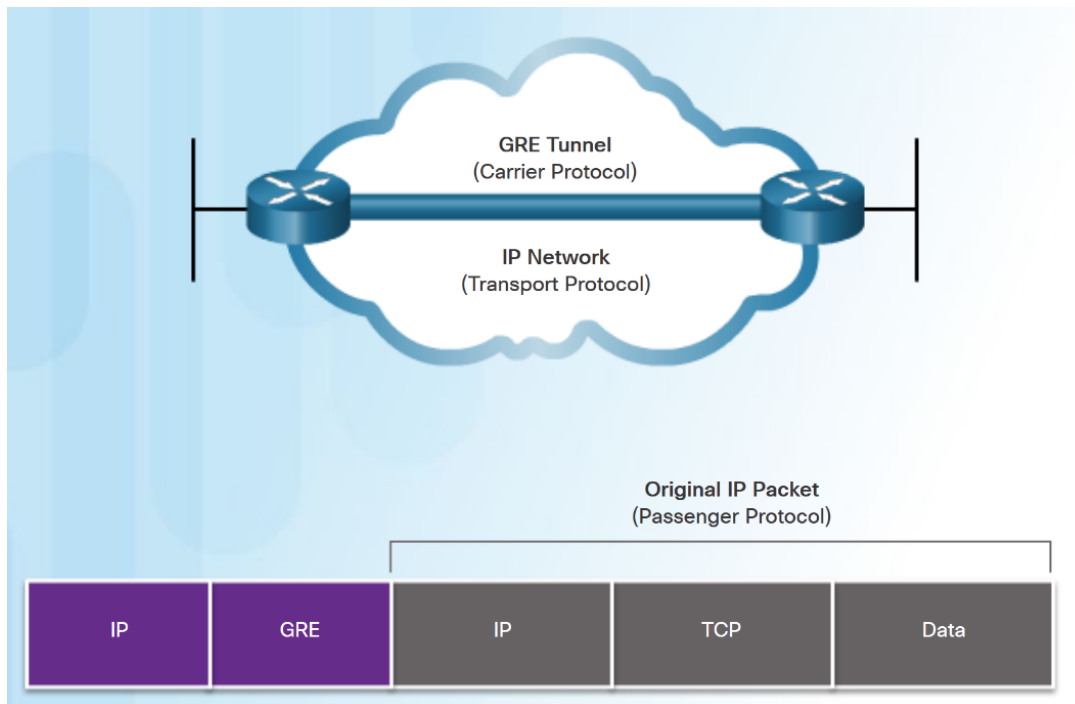 GRE Tunnel
(Carrier Protocol)
IP Network
(Transport Protocol)
Original IP Packet
(Passenger Protocol)
IP
GRE
IP
TCP
Data